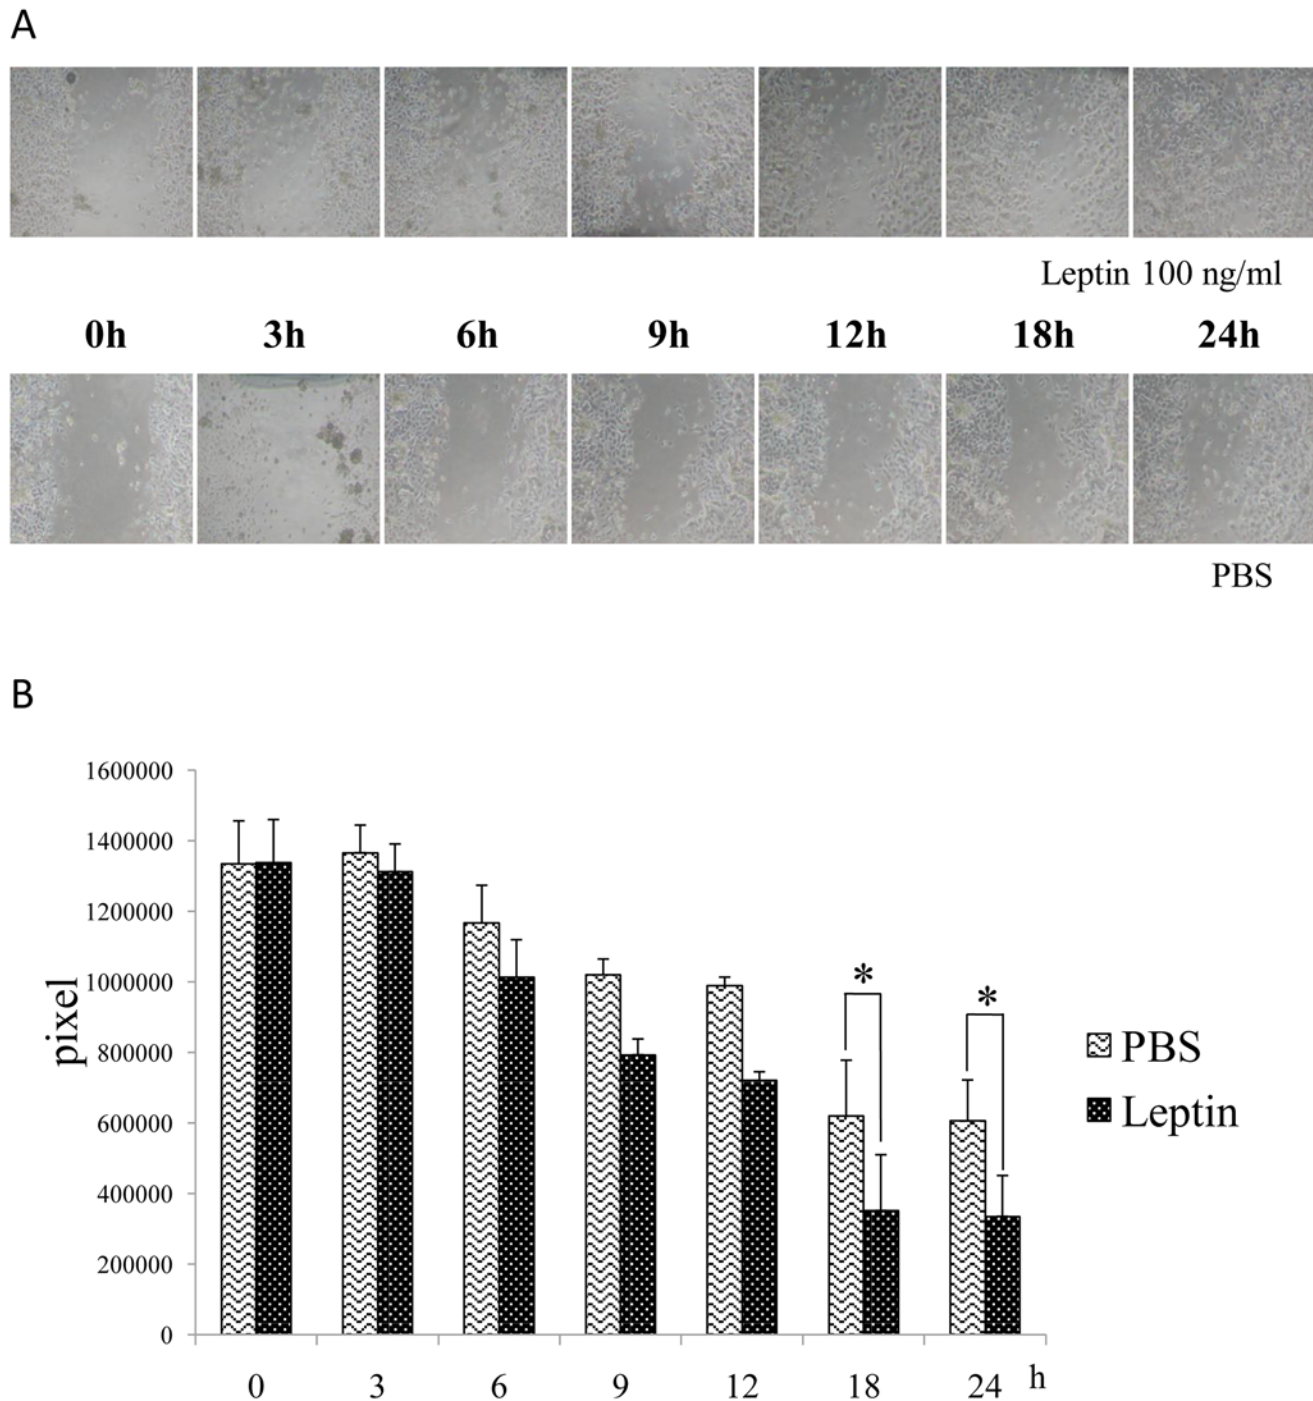 A
Leptin 100 ng/ml
0h 3h 6h 9h 12h 18h 24h
PBS
B
1600000
1400000
1200000
1000000
800000
600000
400000
200000
0
pixel
* *
PBS
Leptin
0 3 6 9 12 18 24 h